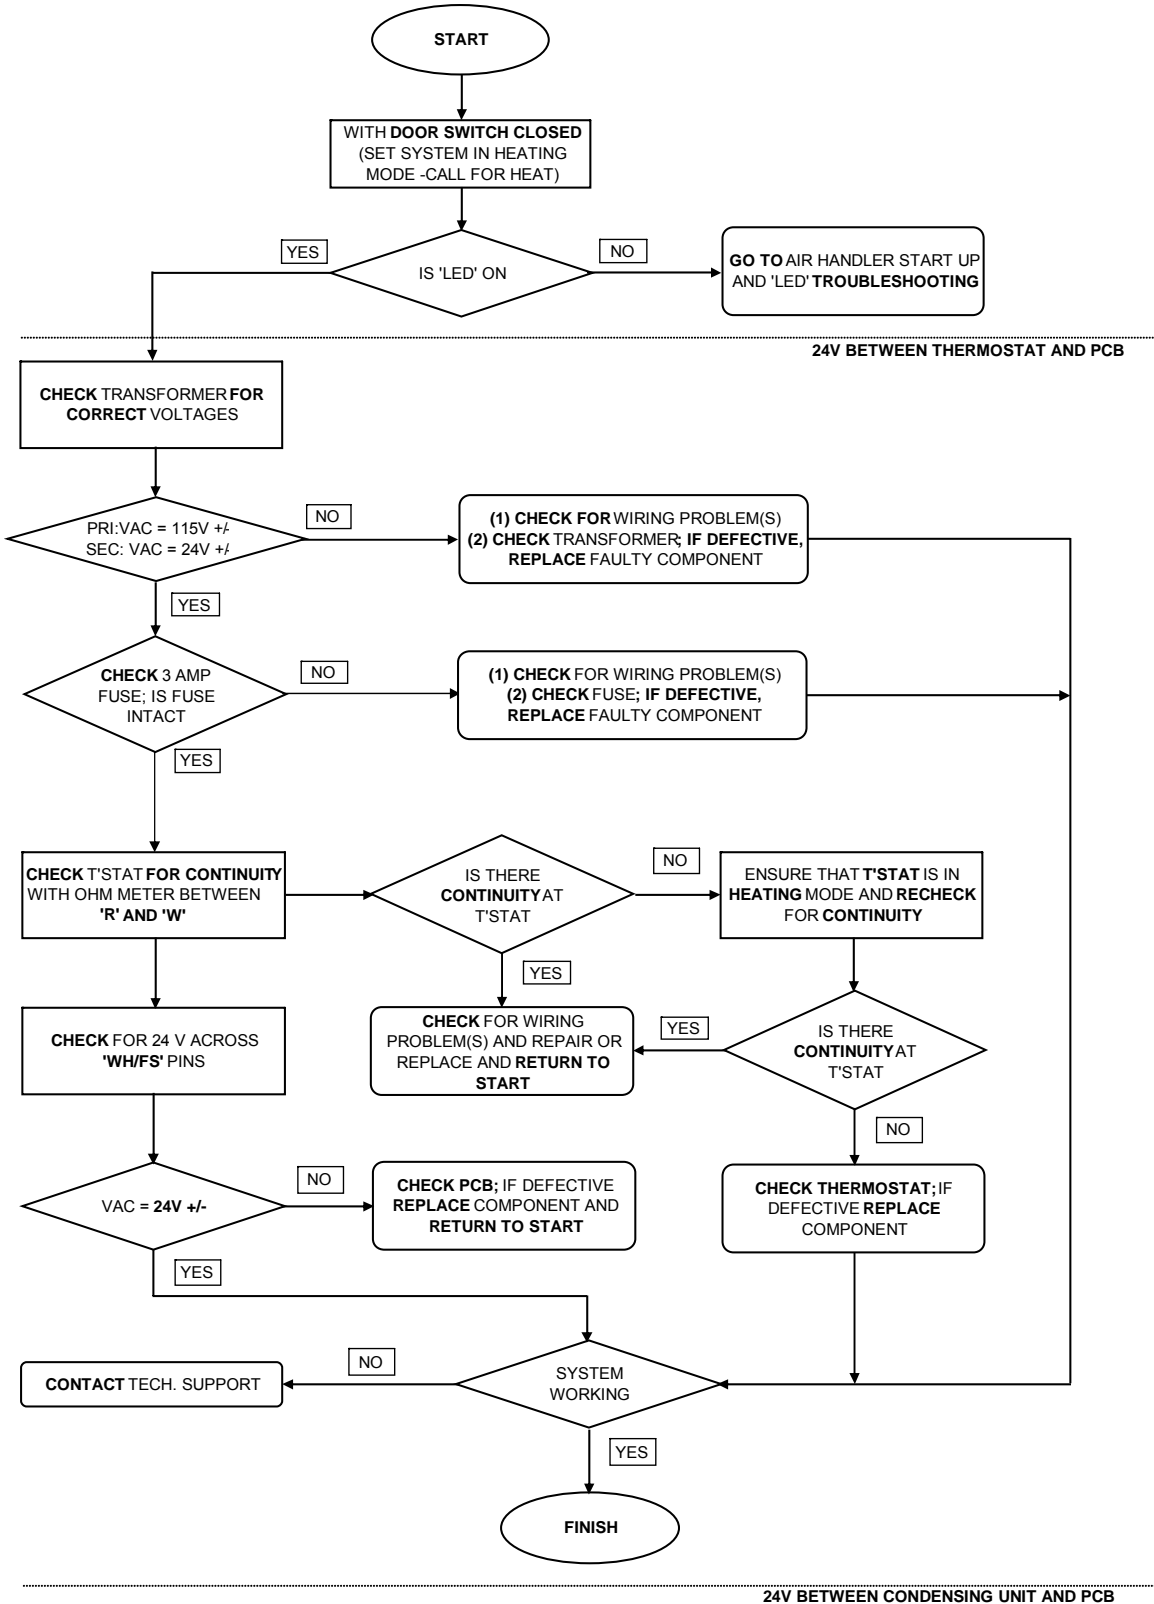 START
WITH DOOR SWITCH CLOSED
(SET SYSTEM IN HEATING
MODE -CALL FOR HEAT)
YES
NO
IS 'LED' ON
GO TO AIR HANDLER START UP
AND 'LED' TROUBLESHOOTING
24V BETWEEN THERMOSTAT AND PCB
CHECK TRANSFORMER FOR
CORRECT VOLTAGES
NO
PRI:VAC = 115V +/-
SEC: VAC = 24V +/-
(1) CHECK FOR WIRING PROBLEM(S)
(2) CHECK TRANSFORMER; IF DEFECTIVE,
REPLACE FAULTY COMPONENT
YES
CHECK 3 AMP
FUSE; IS FUSE
INTACT
NO
(1) CHECK FOR WIRING PROBLEM(S)
(2) CHECK FUSE; IF DEFECTIVE,
REPLACE FAULTY COMPONENT
YES
CHECK T'STAT FOR CONTINUITY
WITH OHM METER BETWEEN
'R' AND 'W'
IS THERE
CONTINUITY AT
T'STAT
NO
ENSURE THAT T'STAT IS IN
HEATING MODE AND RECHECK
FOR CONTINUITY
YES
CHECK FOR 24 V ACROSS
'WH/FS' PINS
CHECK FOR WIRING
PROBLEM(S) AND REPAIR OR
REPLACE AND RETURN TO
START
YES
IS THERE
CONTINUITY AT
T'STAT
NO
VAC = 24V +/-
NO
CHECK PCB; IF DEFECTIVE
REPLACE COMPONENT AND
RETURN TO START
CHECK THERMOSTAT; IF
DEFECTIVE REPLACE
COMPONENT
YES
CONTACT TECH. SUPPORT
NO
SYSTEM
WORKING
YES
FINISH
24V BETWEEN CONDENSING UNIT AND PCB